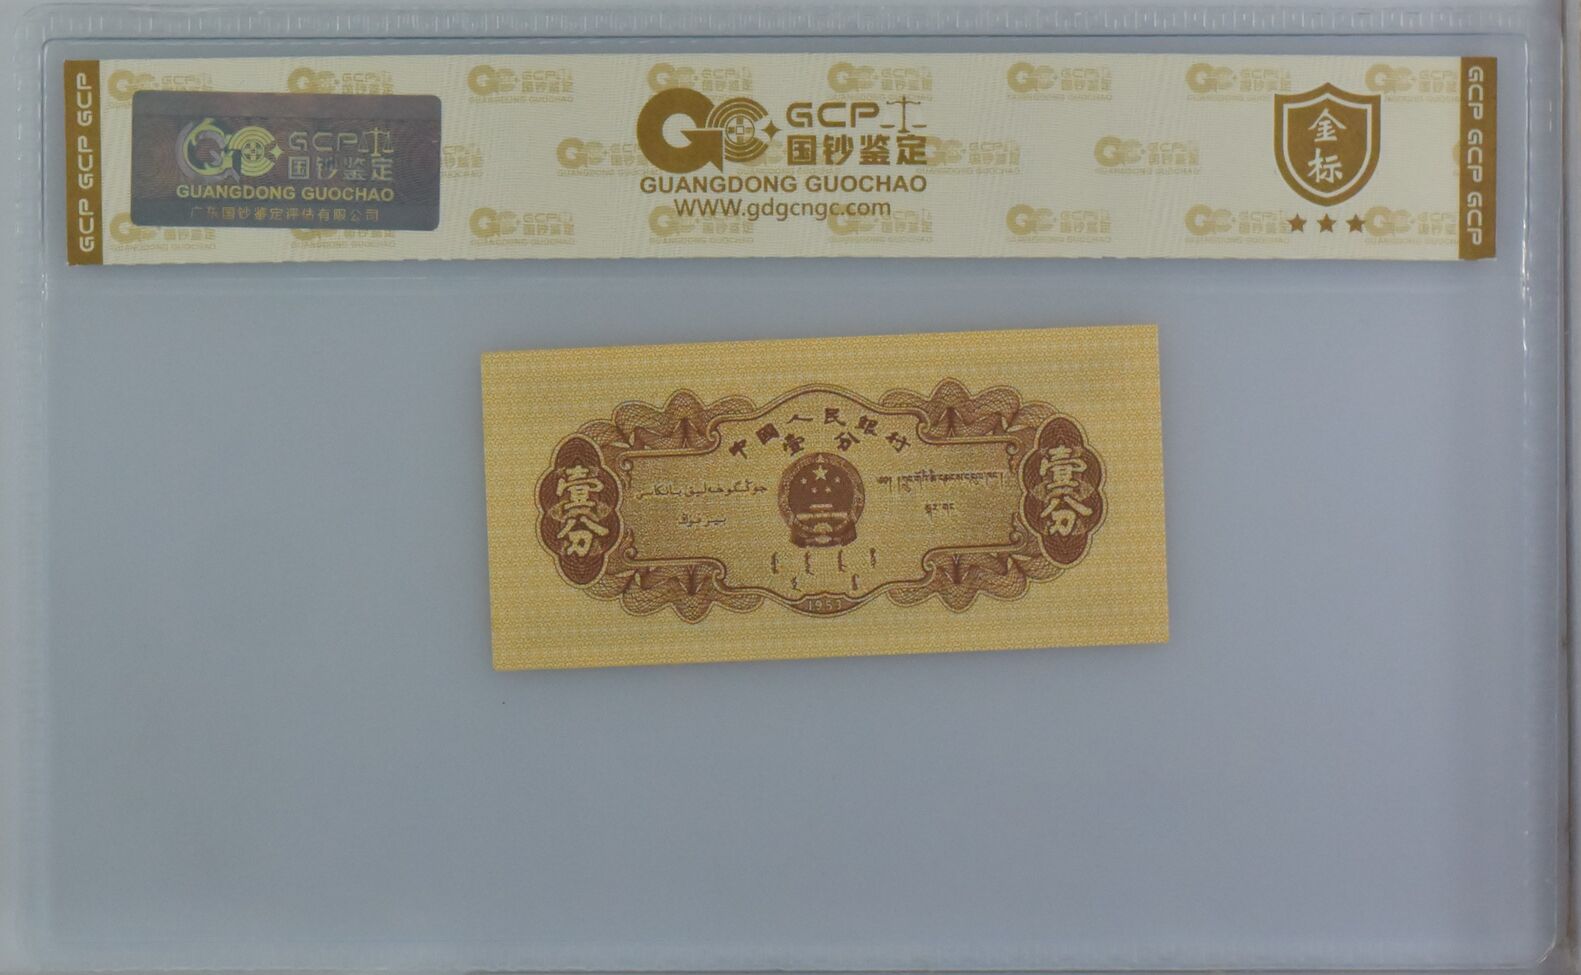 GCP GCP GCP
GCP
国钞鉴定
GUANGDONG GUOCHAO
广东国钞鉴定评估有限公司
GCP
国钞鉴定
GUANGDONG GUOCHAO
WWW.gdgcngc.com
金
标
GCP GCP GCP
中国人民银行
壹分
壹分
壹分
1953